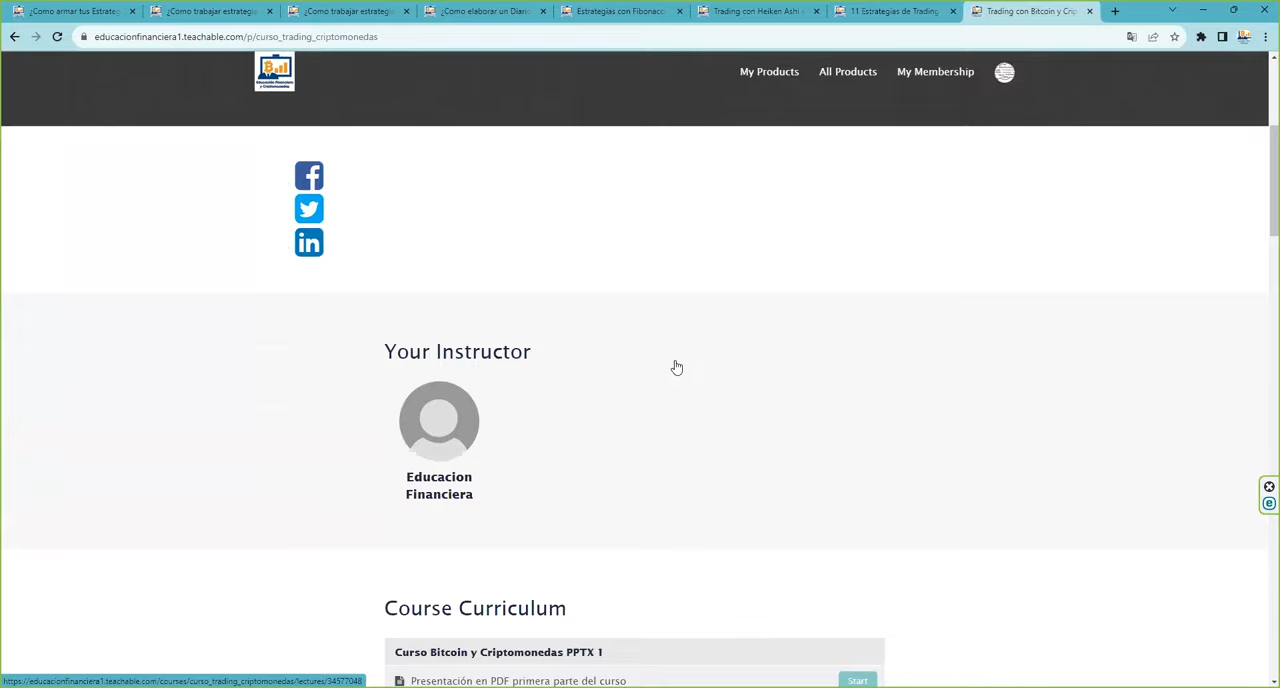 ¿Como armar tus Estrateg
¿Como trabajar estrategi
¿Como trabajar estrategi
¿Como elaborar un Diario
Estrategias con Fibonacc
Trading con Heiken Ashi
11 Estrategias de Trading
Trading con Bitcoin y Crip
educacionfinanciera1.teachable.com/p/curso_trading_criptomonedas
Educación Financiera
y Criptomonedas
My Products
All Products
My Membership
Your Instructor
Educacion
Financiera
Course Curriculum
Curso Bitcoin y Criptomonedas PPTX 1
Presentación en PDF primera parte del curso
Start
https://educacionfinanciera1.teachable.com/courses/curso_trading_criptomonedas/lectures/34577048